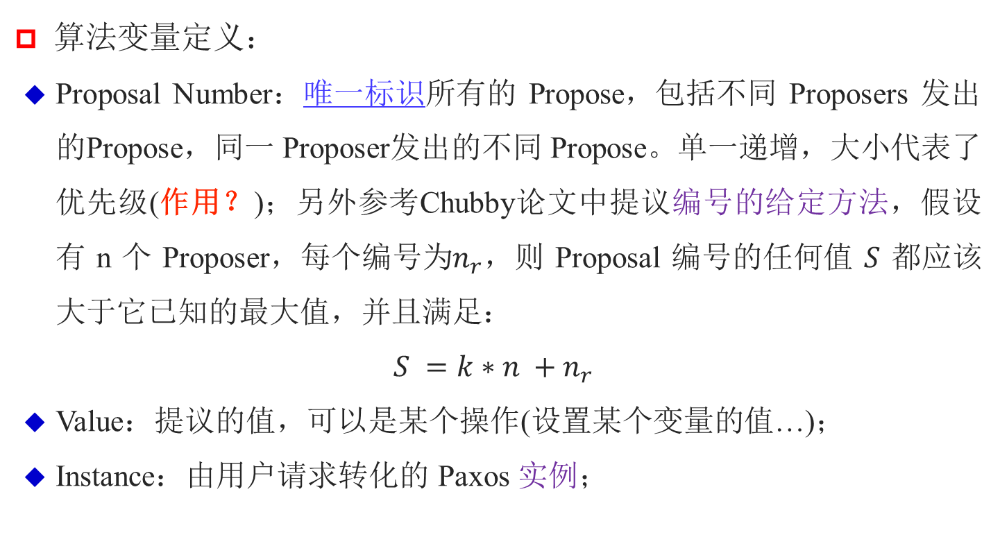 算法变量定义：
Proposal Number：唯一标识所有的 Propose，包括不同 Proposers 发出
的Propose，同一 Proposer发出的不同 Propose。单一递增，大小代表了
优先级(作用？)；另外参考Chubby论文中提议编号的给定方法，假设
有 n 个 Proposer，每个编号为n_r，则 Proposal 编号的任何值 S 都应该
大于它已知的最大值，并且满足：
S = k * n + n_r
Value：提议的值，可以是某个操作(设置某个变量的值…)；
Instance：由用户请求转化的 Paxos 实例；